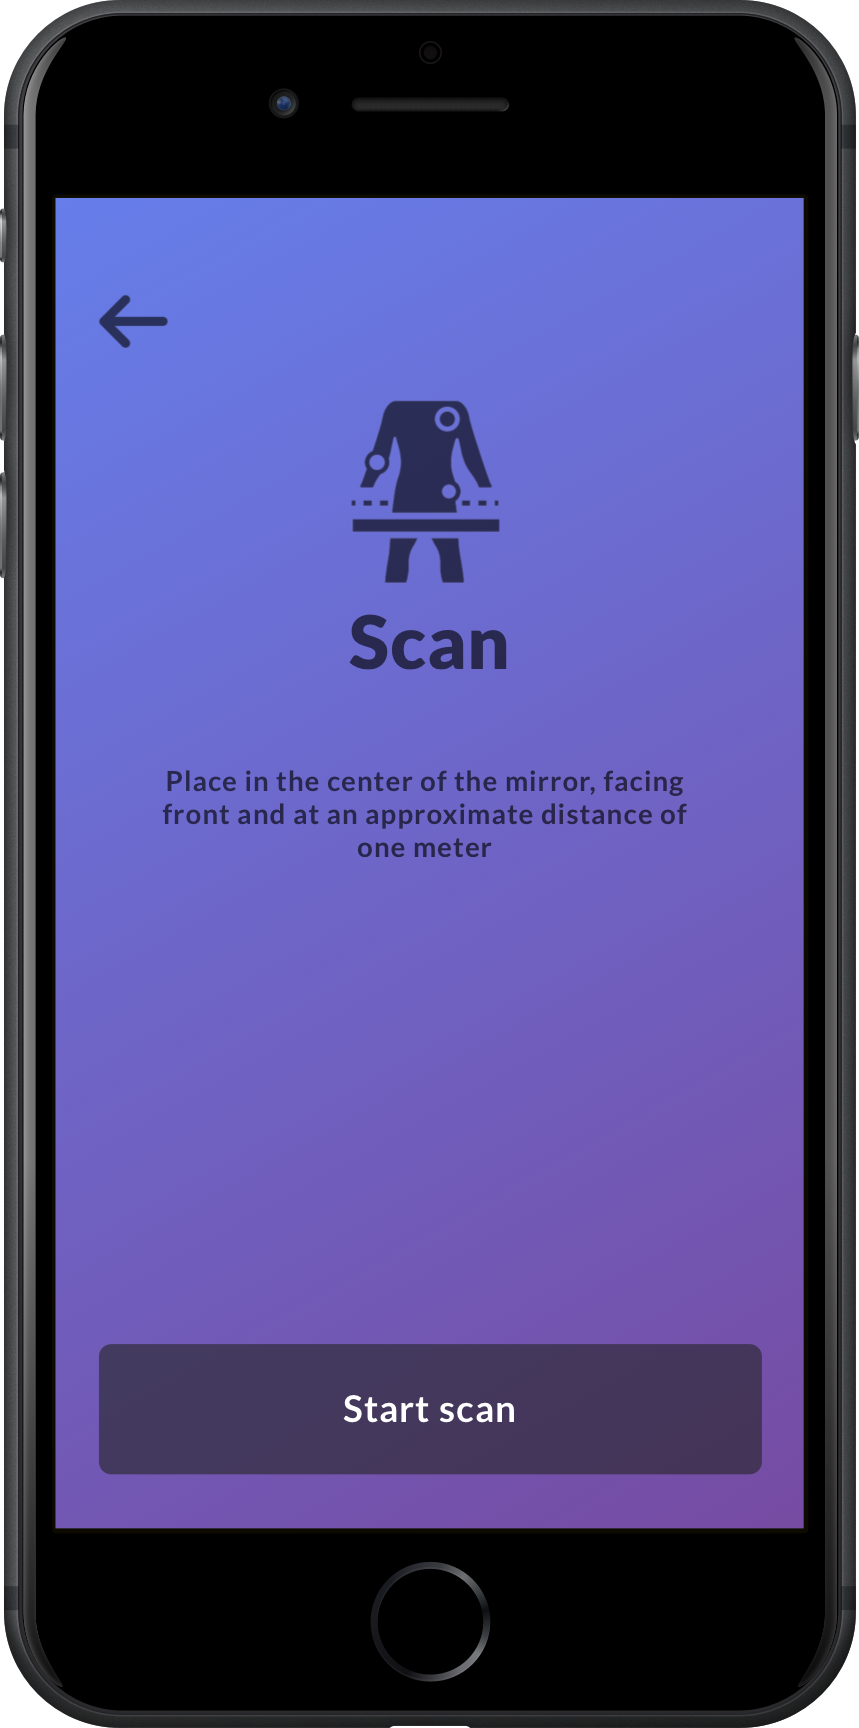 Scan
Place in the center of the mirror, facing
front and at an approximate distance of
one meter
Start scan